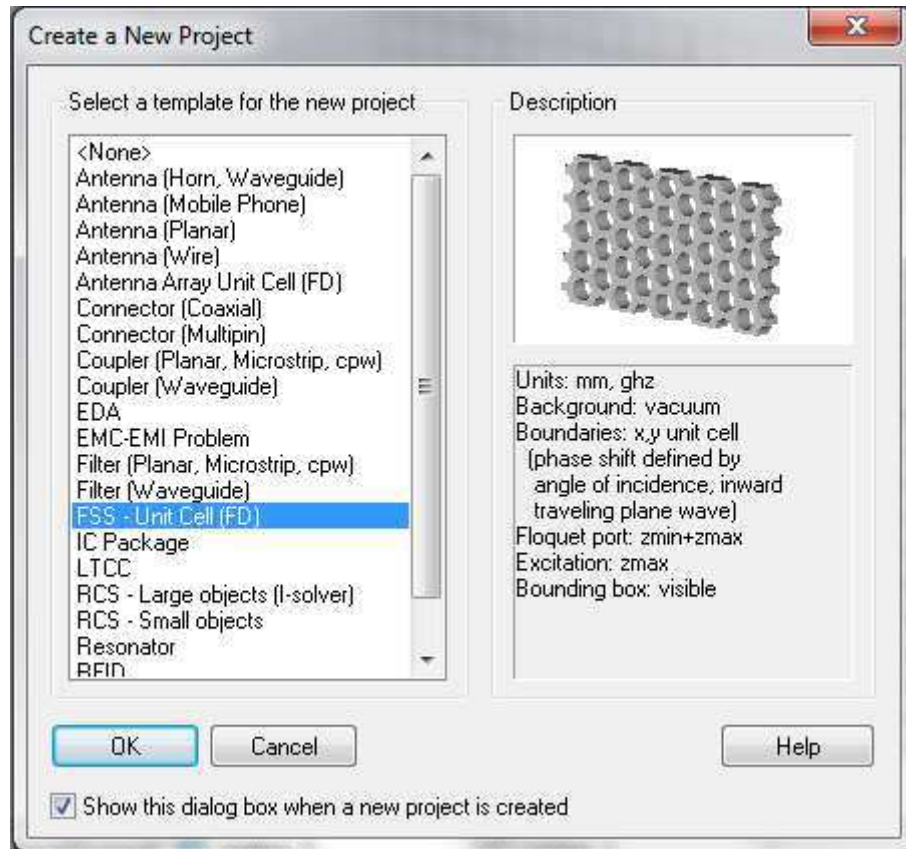 Create a New Project
Select a template for the new project
<None>
Antenna (Horn, Waveguide)
Antenna (Mobile Phone)
Antenna (Planar)
Antenna (Wire)
Antenna Array Unit Cell (FD)
Connector (Coaxial)
Connector (Multipin)
Coupler (Planar, Microstrip, cpw)
Coupler (Waveguide)
EDA
EMC-EMI Problem
Filter (Planar, Microstrip, cpw)
Filter (Waveguide)
FSS - Unit Cell (FD)
IC Package
LTCC
RCS - Large objects (I-solver)
RCS - Small objects
Resonator
RFID
Description
Units: mm, ghz
Background: vacuum
Boundaries: x,y unit cell
(phase shift defined by
angle of incidence, inward
traveling plane wave)
Floquet port: zmin+zmax
Excitation: zmax
Bounding box: visible
OK
Cancel
Help
Show this dialog box when a new project is created